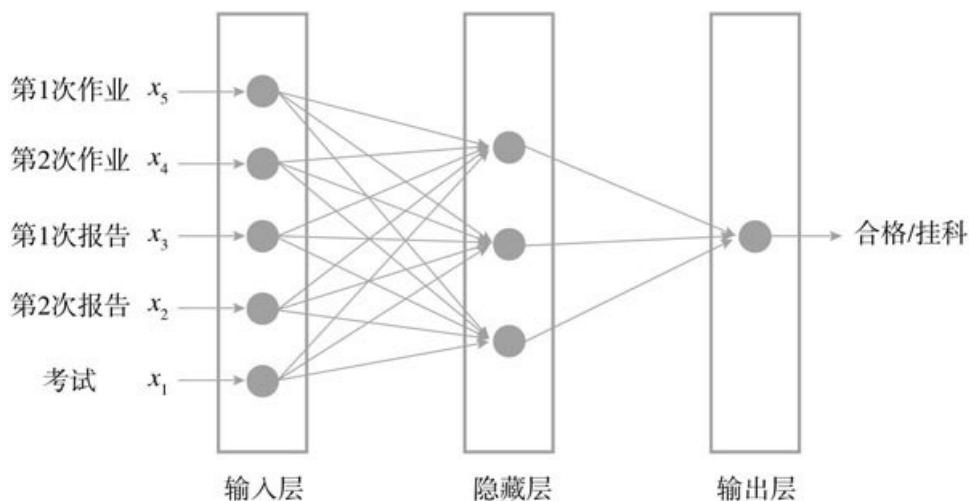 第1次作业 x5
第2次作业 x4
第1次报告 x3
第2次报告 x2
考试 x1
合格/挂科
输入层 隐藏层 输出层